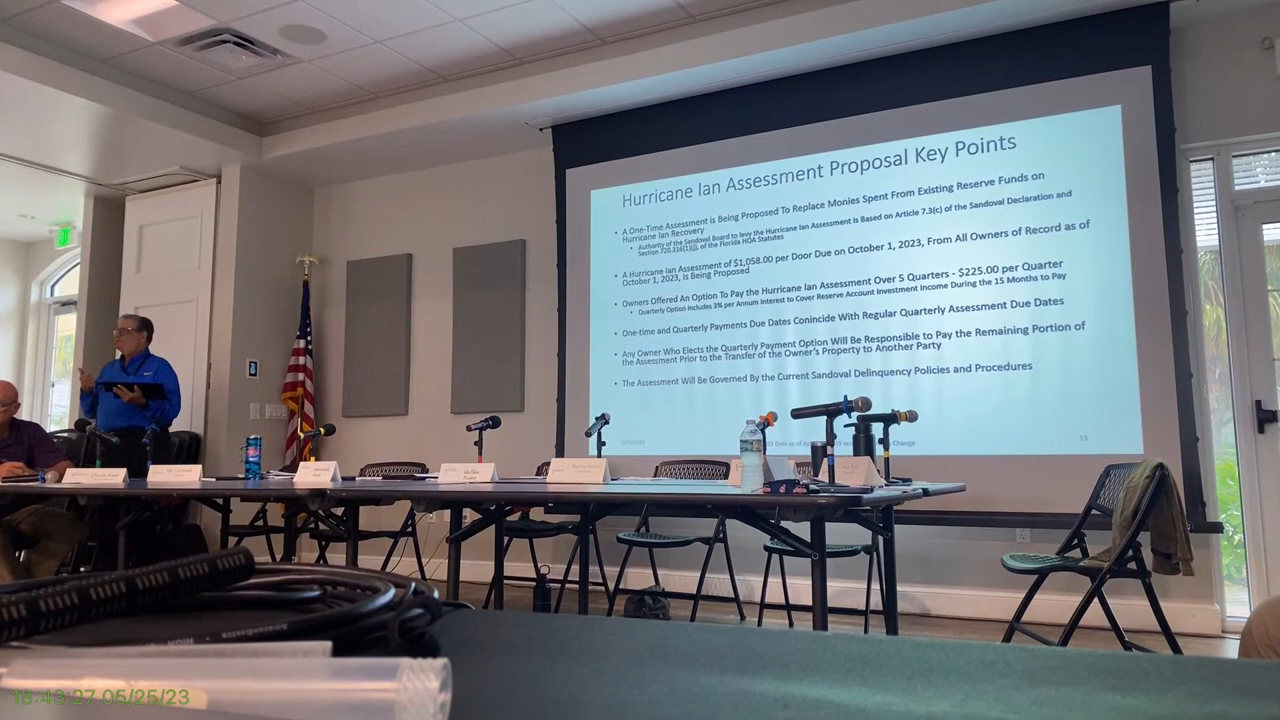 Hurricane Ian Assessment Proposal Key Points
• A One-Time Assessment is Being Proposed To Replace Monies Spent From Existing Reserve Funds on
Hurricane Ian Recovery
• Authority of the Sandoval Board to levy the Hurricane Ian Assessment Is Based on Article 7.3(c) of the Sandoval Declaration and
Section 720.316(1)(j), of the Florida HOA Statutes
• A Hurricane Ian Assessment of $1,058.00 per Door Due on October 1, 2023, From All Owners of Record as of
October 1, 2023, is Being Proposed
• Owners Offered An Option To Pay the Hurricane Ian Assessment Over 5 Quarters - $225.00 per Quarter
• Quarterly Option Includes 3% per Annum Interest to Cover Reserve Account Investment Income During the 15 Months to Pay
• One-time and Quarterly Payments Due Dates Conincide With Regular Quarterly Assessment Due Dates
• Any Owner Who Elects the Quarterly Payment Option Will Be Responsible to Pay the Remaining Portion of
the Assessment Prior to the Transfer of the Owner's Property to Another Party
• The Assessment Will Be Governed By the Current Sandoval Delinquency Policies and Procedures
Data as of
Change
13
18:43:27 05/25/23